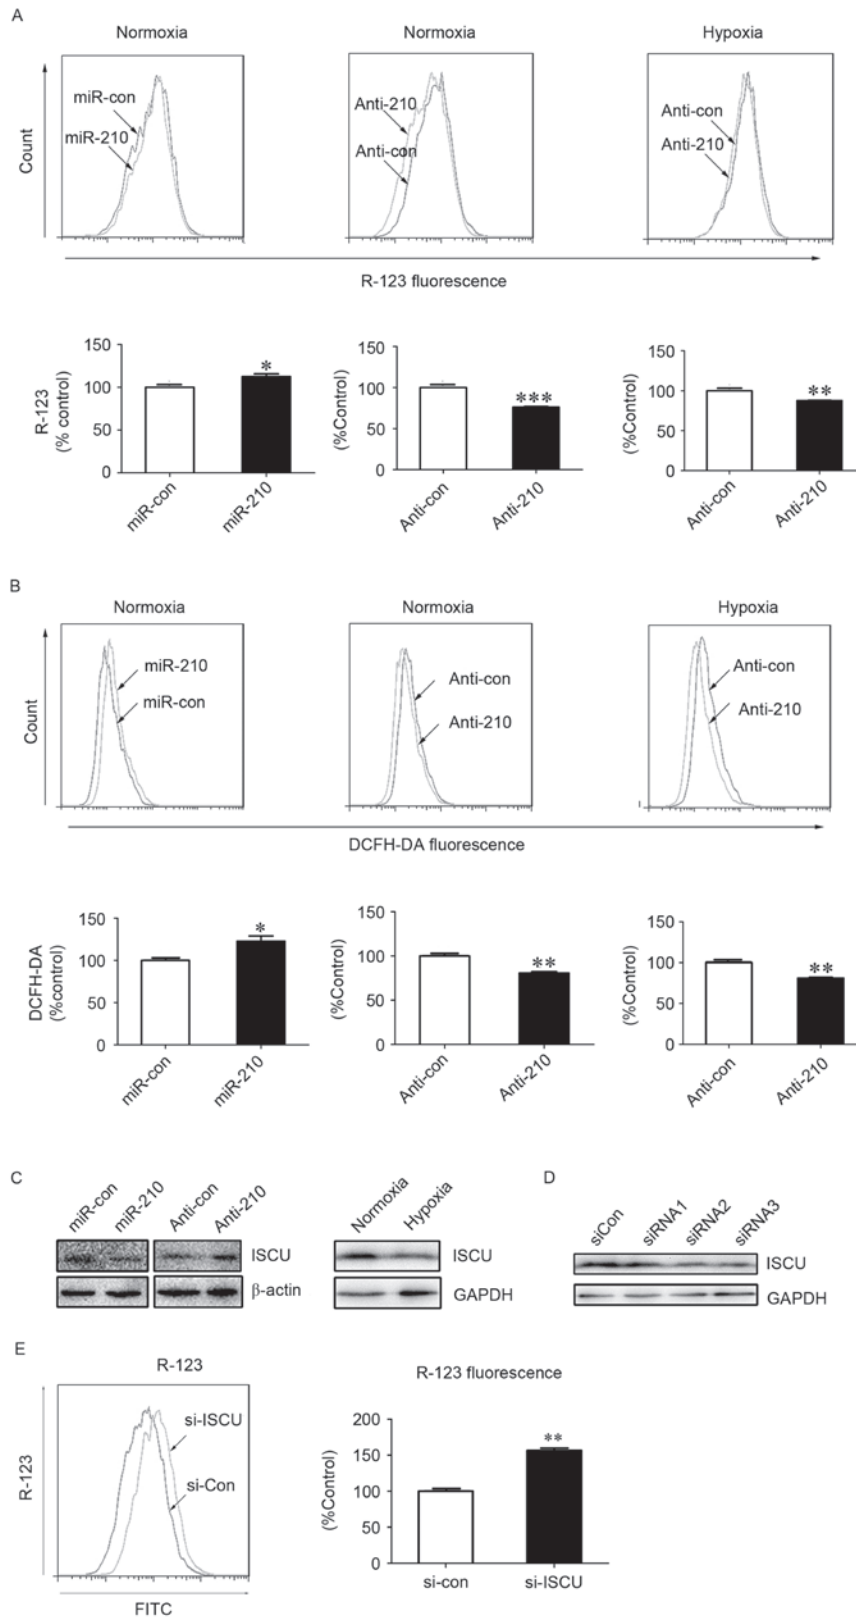 A
Normoxia
Normoxia
Hypoxia
Count
miR-con
miR-210
Anti-210
Anti-con
Anti-con
Anti-210
R-123 fluorescence
R-123
(% control)
150
100
50
0
*
miR-con
miR-210
(%Control)
150
100
50
0
***
Anti-con
Anti-210
(%Control)
150
100
50
0
**
Anti-con
Anti-210
B
Normoxia
Normoxia
Hypoxia
Count
miR-210
miR-con
Anti-con
Anti-210
Anti-con
Anti-210
DCFH-DA fluorescence
DCFH-DA
(%control)
150
100
50
0
*
miR-con
miR-210
(%Control)
150
100
50
0
**
Anti-con
Anti-210
(%Control)
150
100
50
0
**
Anti-con
Anti-210
C
miR-con
miR-210
Anti-con
Anti-210
ISCU
β-actin
Normoxia
Hypoxia
ISCU
GAPDH
D
siCon
siRNA1
siRNA2
siRNA3
ISCU
GAPDH
E
R-123
R-123
si-ISCU
si-Con
FITC
R-123 fluorescence
(%Control)
200
150
100
50
0
**
si-con
si-ISCU